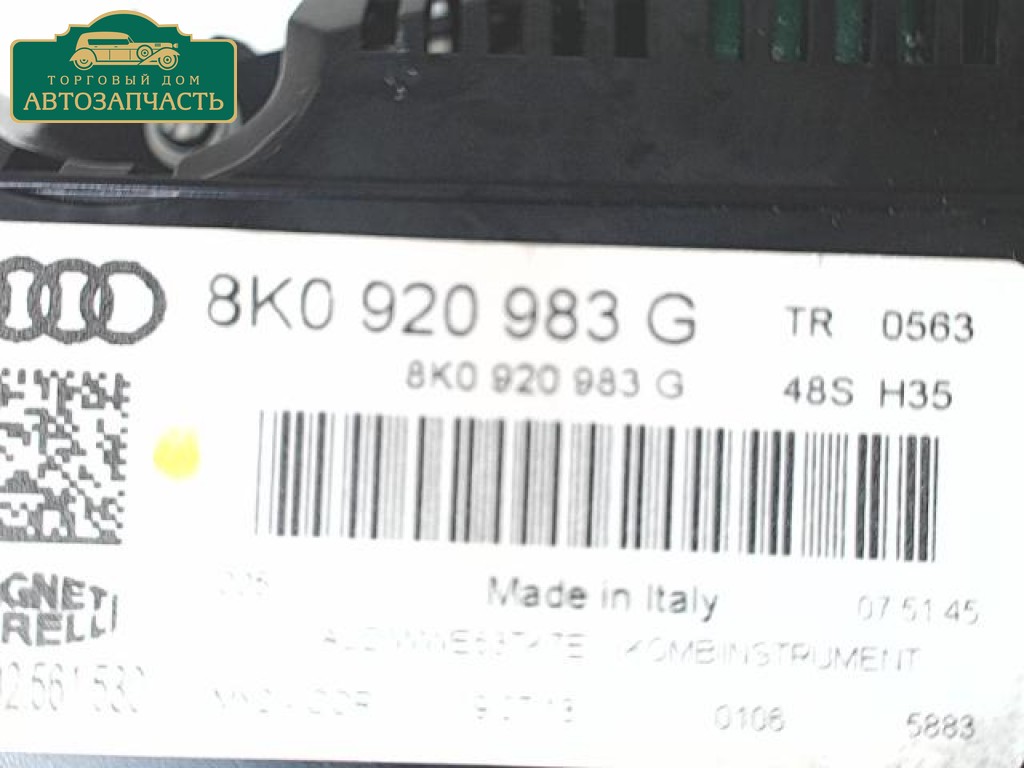 ТОРГОВЫЙ ДОМ
АВТОЗАПЧАСТЬ
8K0 920 983 G TR 0563
8K0 920 983 G 48S H35
Made in Italy 07 51 45
KOMBIINSTRUMENT
0106 5883